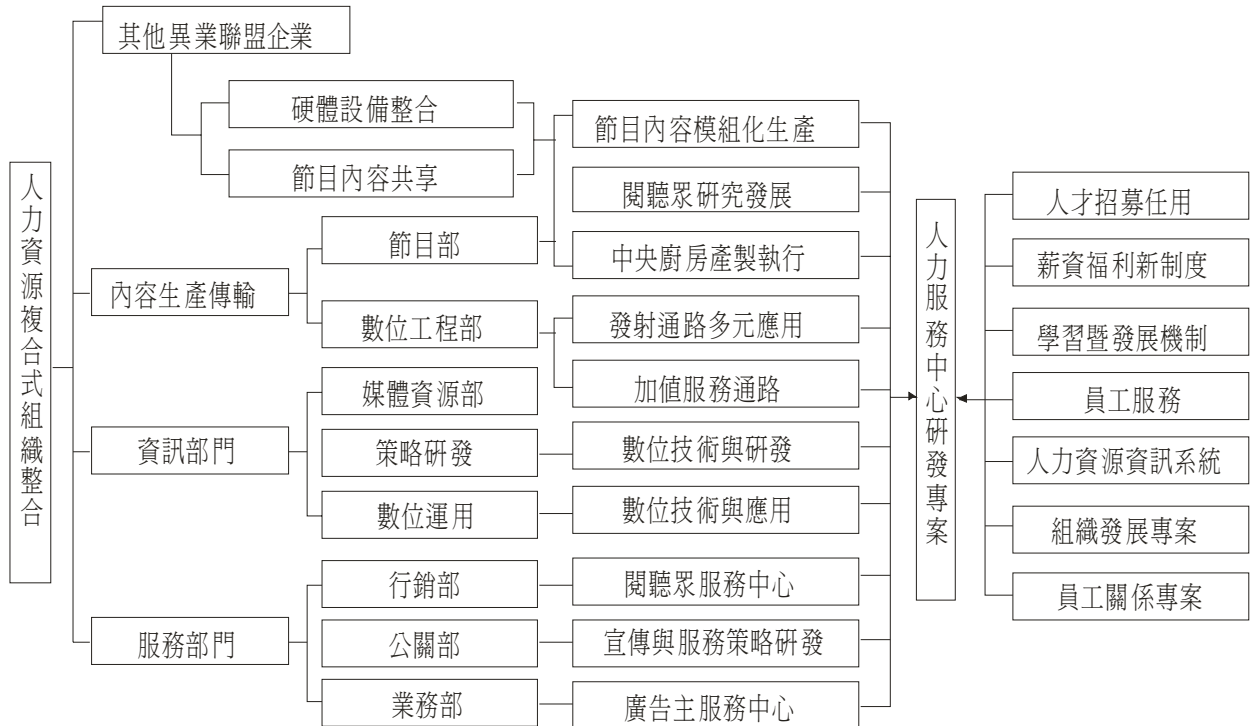 人力資源複合式組織整合
其他異業聯盟企業
硬體設備整合
節目內容共享
內容生產傳輸
節目部
數位工程部
資訊部門
媒體資源部
策略研發
數位運用
服務部門
行銷部
公關部
業務部
節目內容模組化生產
閱聽眾研究發展
中央廚房產製執行
發射通路多元應用
加值服務通路
數位技術與研發
數位技術與應用
閱聽眾服務中心
宣傳與服務策略研發
廣告主服務中心
人力服務中心研發專案
人才招募任用
薪資福利新制度
學習暨發展機制
員工服務
人力資源資訊系統
組織發展專案
員工關係專案